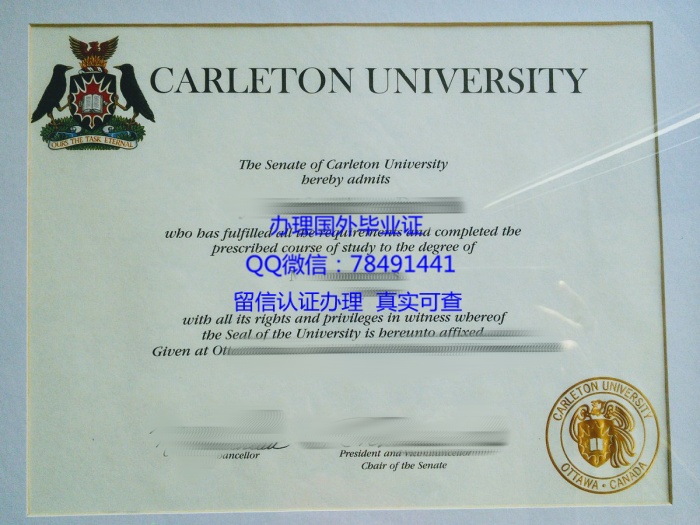 CARLETON UNIVERSITY
OURS THE TASK ETERNAL
The Senate of Carleton University
hereby admits
办理国外毕业证
who has fulfilled all the requirements and completed the
prescribed course of study to the degree of
QQ微信：78491441
留信认证办理 真实可查
with all its rights and privileges in witness whereof
the Seal of the University is hereunto affixed
Given at
ancellor
President and
Chair of the Senate
CARLETON UNIVERSITY
OTTAWA • CANADA